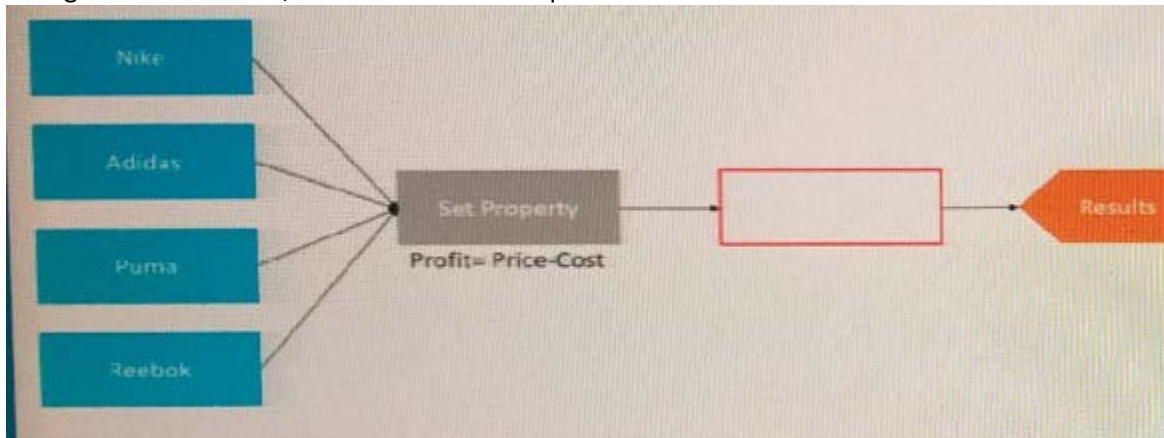 Nike
Adidas
Puma
Reebok
Set Property
Profit= Price-Cost
Results